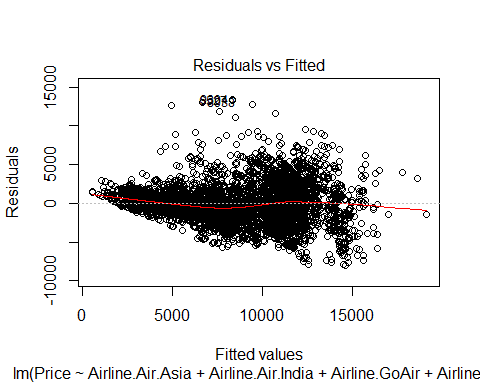 Residuals vs Fitted
Residuals
15000
5000
0
-10000
0
5000
10000
15000
Fitted values
lm(Price ~ Airline.Air.Asia + Airline.Air.India + Airline.GoAir + Airline